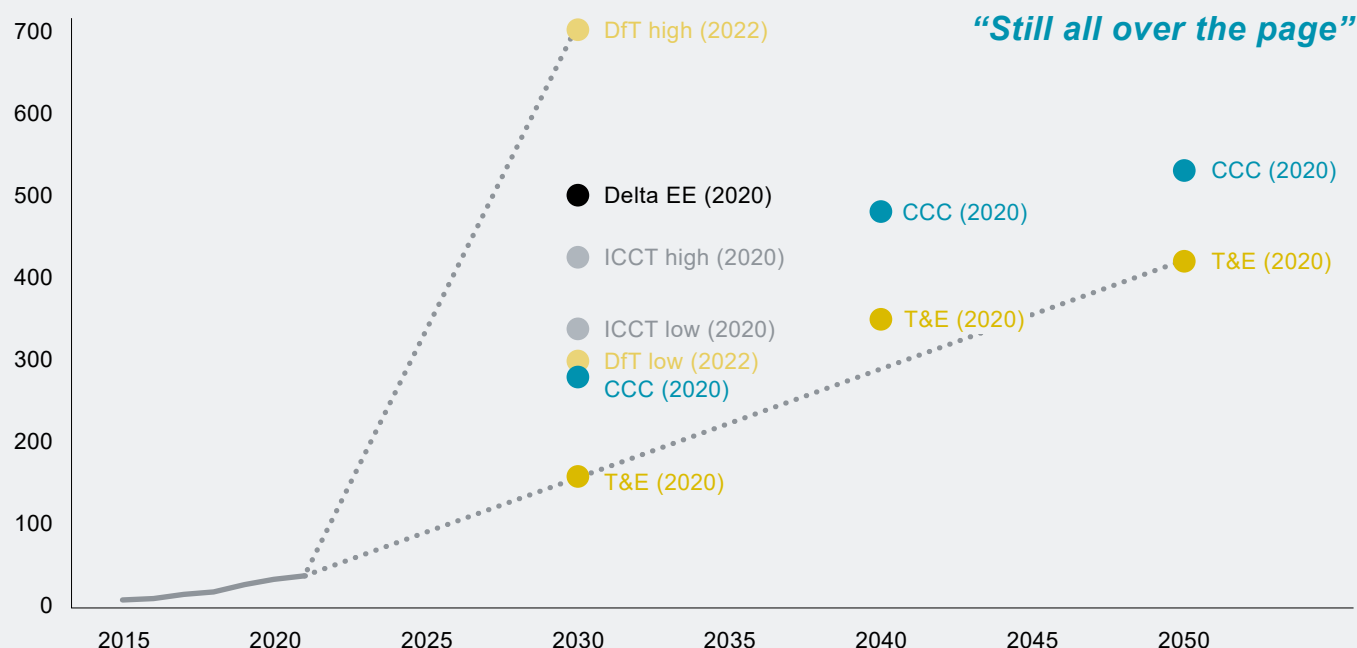 “Still all over the page”
700
600
500
400
300
200
100
0
DfT high (2022)
Delta EE (2020)
ICCT high (2020)
ICCT low (2020)
DfT low (2022)
CCC (2020)
T&E (2020)
CCC (2020)
T&E (2020)
CCC (2020)
T&E (2020)
2015 2020 2025 2030 2035 2040 2045 2050